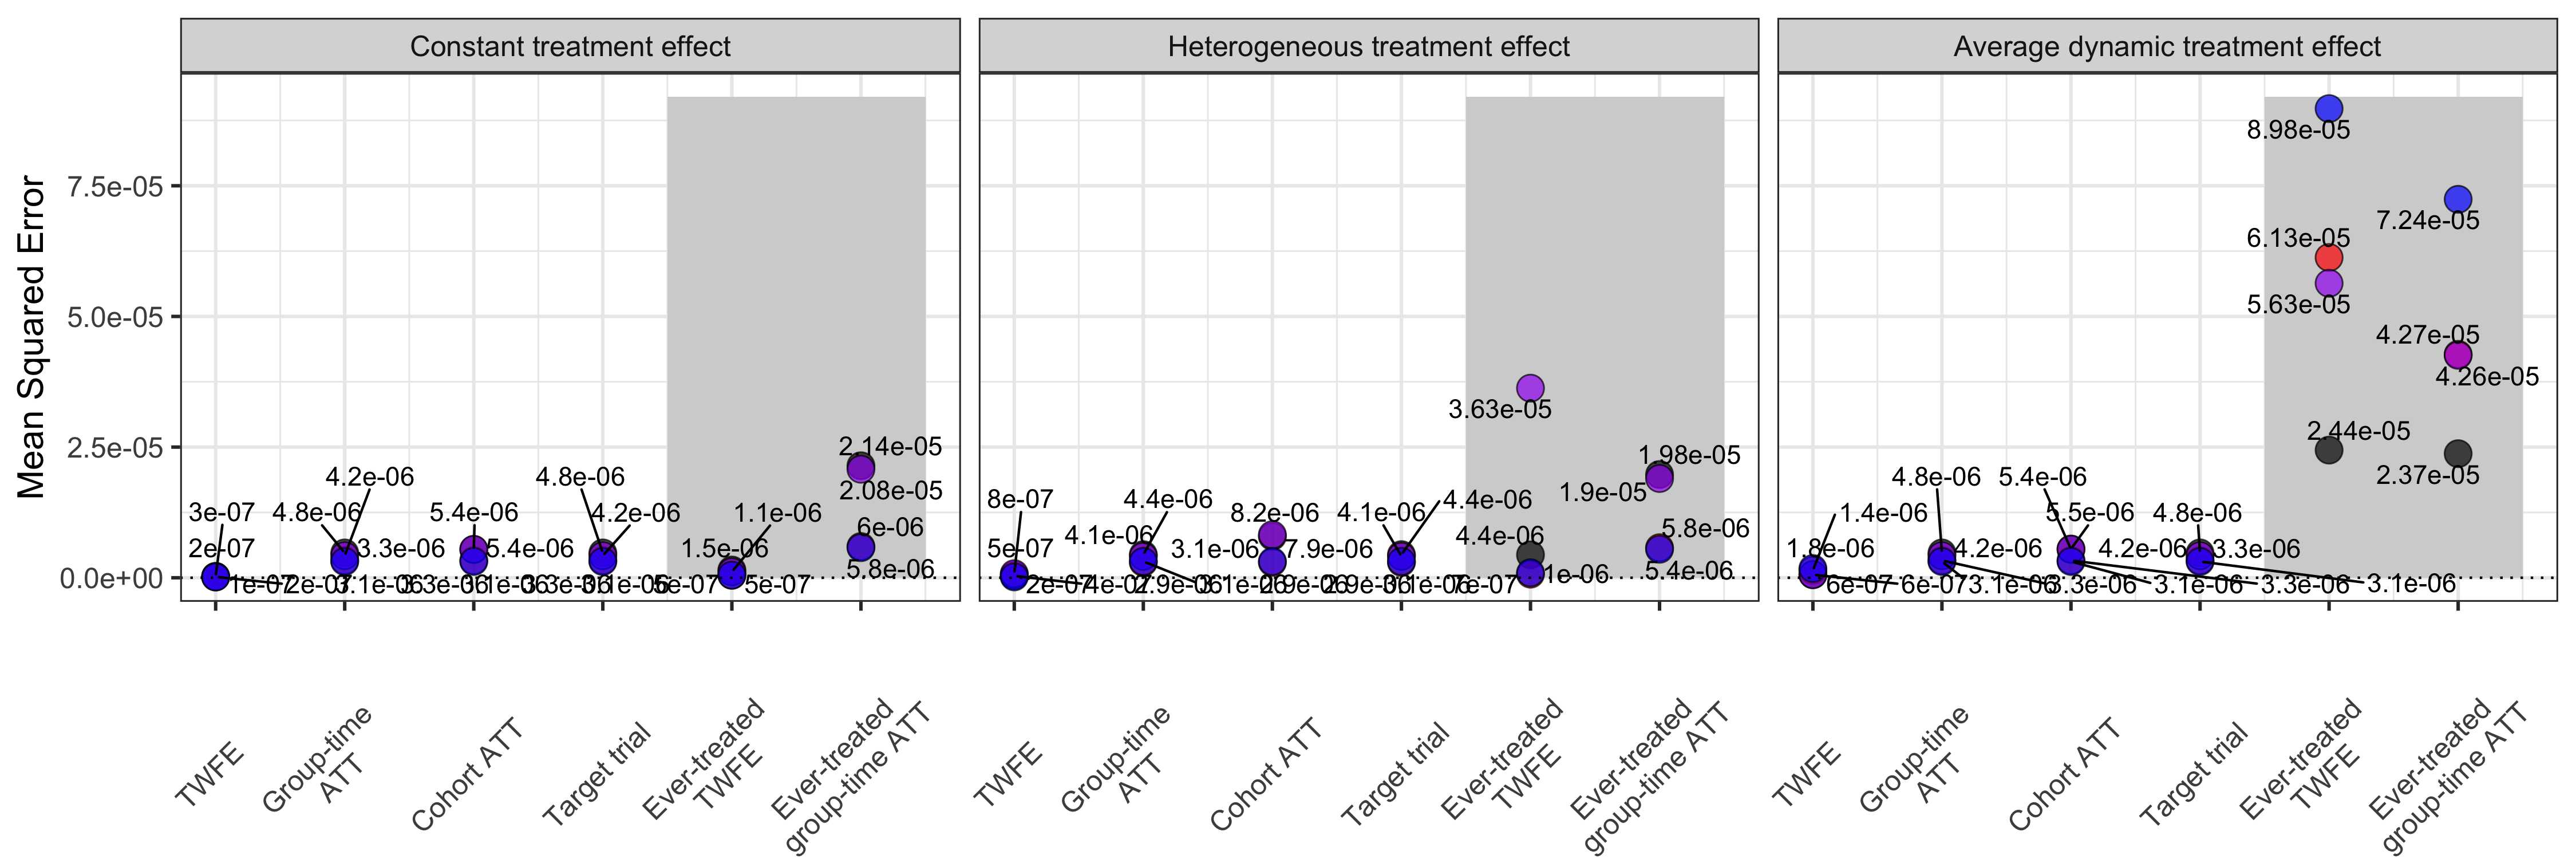 Constant treatment effect
Heterogeneous treatment effect
Average dynamic treatment effect
Mean Squared Error
7.5e-05
5.0e-05
2.5e-05
0.0e+00
3e-07
2e-07
4.8e-06
4.2e-06
3.3e-06
5.4e-06
5.4e-06
4.8e-06
4.2e-06
1.5e-06
1.1e-06
5e-07
2.14e-05
2.08e-05
6e-06
5.8e-06
8e-07
5e-07
4.1e-06
4.4e-06
3.1e-06
8.2e-06
7.9e-06
4.1e-06
4.4e-06
3.63e-05
4.4e-06
1e-06
1.98e-05
1.9e-05
5.8e-06
5.4e-06
1.4e-06
1.8e-06
6e-07
6e-07
4.8e-06
4.2e-06
3.1e-06
3.3e-06
5.4e-06
5.5e-06
4.2e-06
3.1e-06
3.3e-06
4.8e-06
3.3e-06
3.1e-06
8.98e-05
6.13e-05
5.63e-05
2.44e-05
7.24e-05
4.27e-05
4.26e-05
2.37e-05
TWFE
Group-time
ATT
Cohort ATT
Target trial
Ever-treated
TWFE
Ever-treated
group-time ATT
TWFE
Group-time
ATT
Cohort ATT
Target trial
Ever-treated
TWFE
Ever-treated
group-time ATT
TWFE
Group-time
ATT
Cohort ATT
Target trial
Ever-treated
TWFE
Ever-treated
group-time ATT